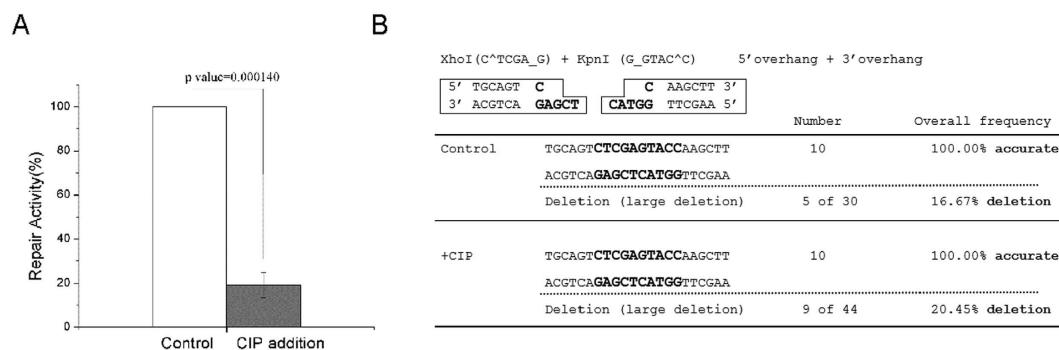 A
p value=0.000140
Repair Activity(%)
100
80
60
40
20
0
Control
CIP addition
B
XhoI(C^TCGA_G) + KpnI (G_GTAC^C) 5'overhang + 3'overhang
5' TGCAGT C C AAGCTT 3'
3' ACGTCA GAGCT CATGG TTCGAA 5'
Number Overall frequency
Control TGCAGTCTCGAGTACCAAGCTT 10 100.00% accurate
ACGTCAGAGCTCATGGTTCGAA
Deletion (large deletion) 5 of 30 16.67% deletion
+CIP TGCAGTCTCGAGTACCAAGCTT 10 100.00% accurate
ACGTCAGAGCTCATGGTTCGAA
Deletion (large deletion) 9 of 44 20.45% deletion